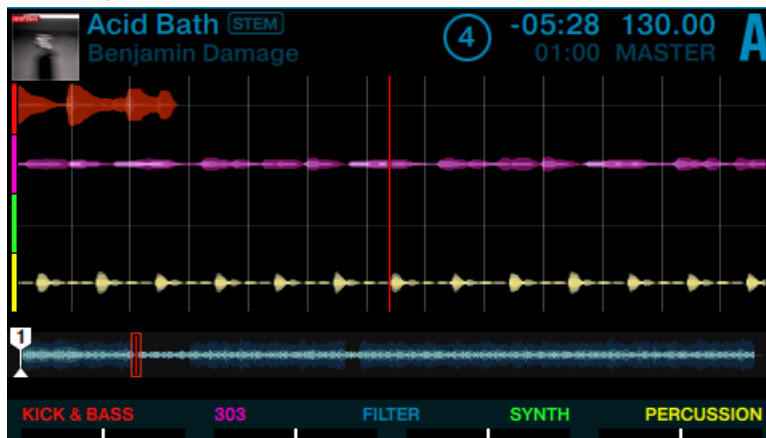 Acid Bath STEM
Benjamin Damage
4
-05:28 130.00
01:00 MASTER
A
1
KICK & BASS 303 FILTER SYNTH PERCUSSION